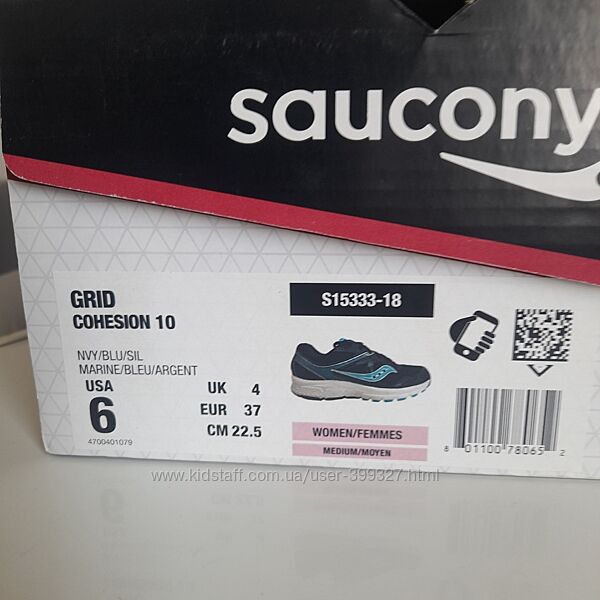 saucony
GRID
COHESION 10
S15333-18
NVY/BLU/SIL
MARINE/BLEU/ARGENT
USA
6
UK 4
EUR 37
CM 22.5
4700401079
WOMEN/FEMMES
MEDIUM/MOYEN
8 01100 78065 2
www.kidstaff.com.ua/user-399327.html